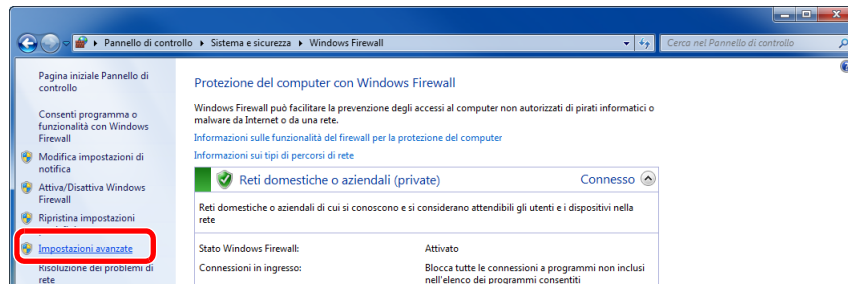 Pannello di controllo Sistema e sicurezza Windows Firewall
Cerca nel Pannello di controllo
Pagina iniziale Pannello di
controllo
Consenti programma o
funzionalità con Windows
Firewall
Modifica impostazioni di
notifica
Attiva/Disattiva Windows
Firewall
Ripristina impostazioni
Impostazioni avanzate
Risoluzione dei problemi di
rete
Protezione del computer con Windows Firewall
Windows Firewall può facilitare la prevenzione degli accessi al computer non autorizzati di pirati informatici o
malware da Internet o da una rete.
Informazioni sulle funzionalità del firewall per la protezione del computer
Informazioni sui tipi di percorsi di rete
Reti domestiche o aziendali (private) Connesso
Reti domestiche o aziendali di cui si conoscono e si considerano attendibili gli utenti e i dispositivi nella
rete
Stato Windows Firewall: Attivato
Connessioni in ingresso: Blocca tutte le connessioni a programmi non inclusi
nell'elenco dei programmi consentiti